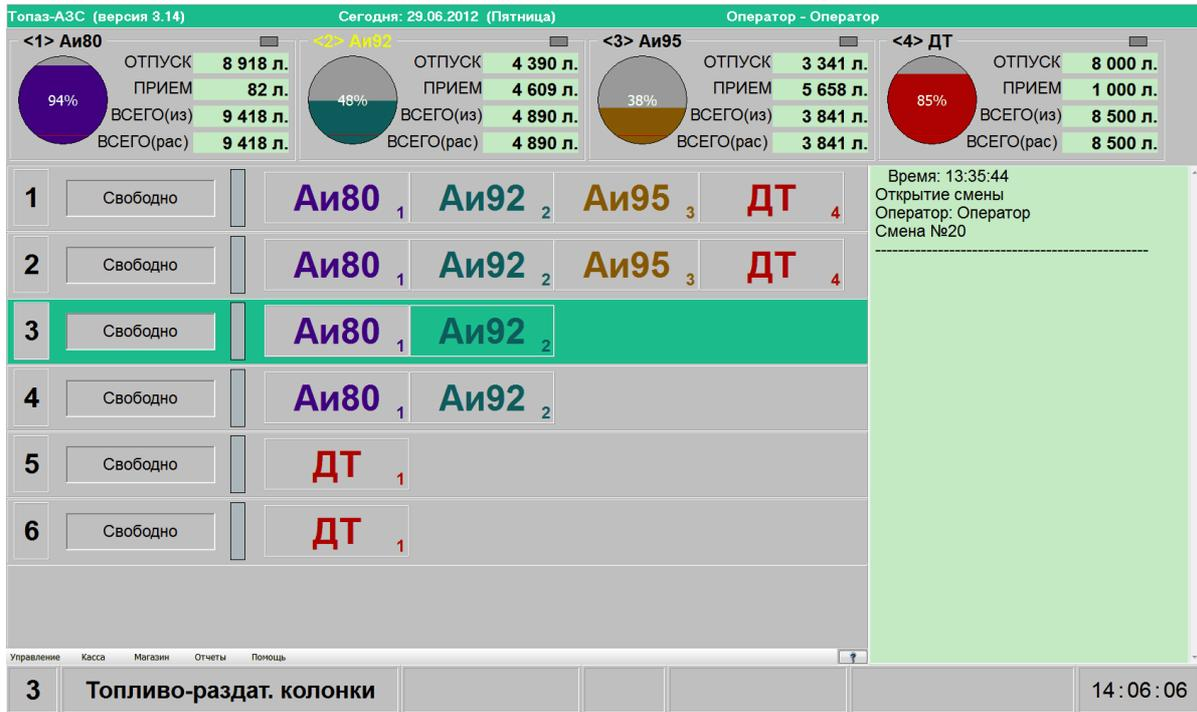 Топаз-АЗС (версия 3.14) Сегодня: 29.06.2012 (Пятница) Оператор - Оператор
<1> Аи80
94%
ОТПУСК 8 918 л.
ПРИЕМ 82 л.
ВСЕГО(из) 9 418 л.
ВСЕГО(рас) 9 418 л.
<2> Аи92
48%
ОТПУСК 4 390 л.
ПРИЕМ 4 609 л.
ВСЕГО(из) 4 890 л.
ВСЕГО(рас) 4 890 л.
<3> Аи95
38%
ОТПУСК 3 341 л.
ПРИЕМ 5 658 л.
ВСЕГО(из) 3 841 л.
ВСЕГО(рас) 3 841 л.
<4> ДТ
85%
ОТПУСК 8 000 л.
ПРИЕМ 1 000 л.
ВСЕГО(из) 8 500 л.
ВСЕГО(рас) 8 500 л.
1 Свободно Аи80 1 Аи92 2 Аи95 3 ДТ 4
2 Свободно Аи80 1 Аи92 2 Аи95 3 ДТ 4
3 Свободно Аи80 1 Аи92 2
4 Свободно Аи80 1 Аи92 2
5 Свободно ДТ 1
6 Свободно ДТ 1
Время: 13:35:44
Открытие смены
Оператор: Оператор
Смена №20
-----------------------------------------------
Управление Касса Магазин Отчеты Помощь ?
3 Топливо-раздат. колонки 14:06:06